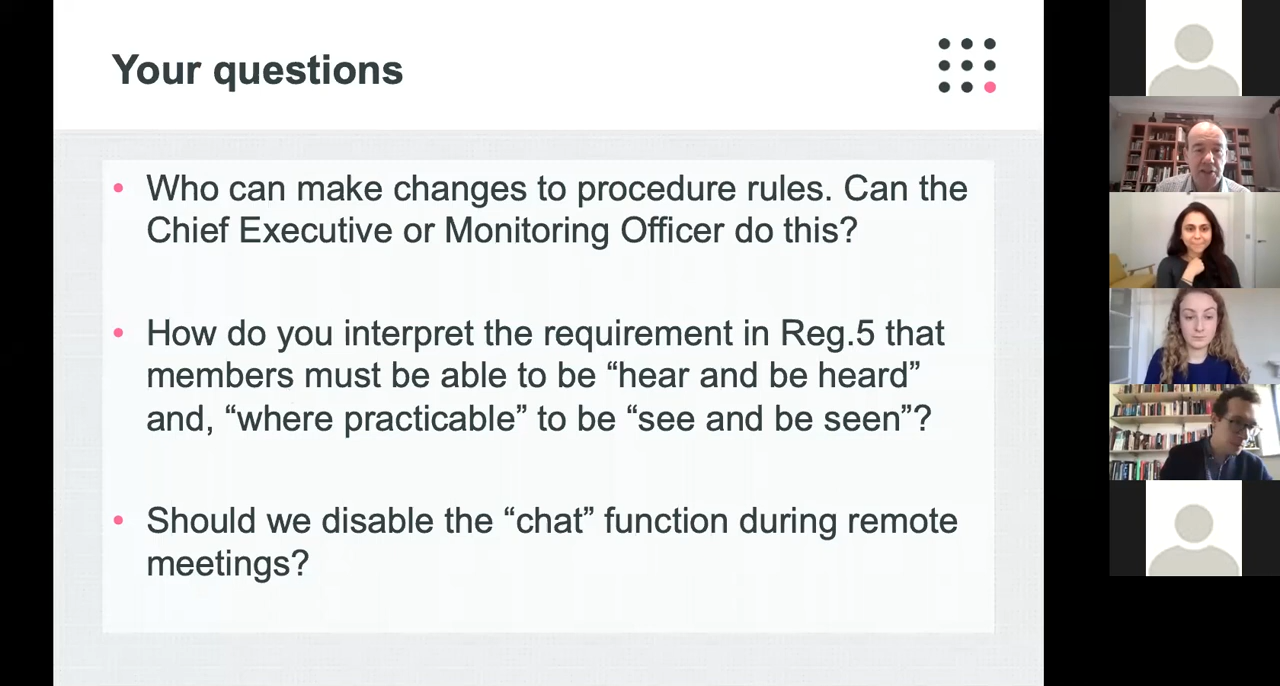 Your questions
• Who can make changes to procedure rules. Can the
Chief Executive or Monitoring Officer do this?
• How do you interpret the requirement in Reg.5 that
members must be able to be “hear and be heard”
and, “where practicable” to be “see and be seen”?
• Should we disable the “chat” function during remote
meetings?